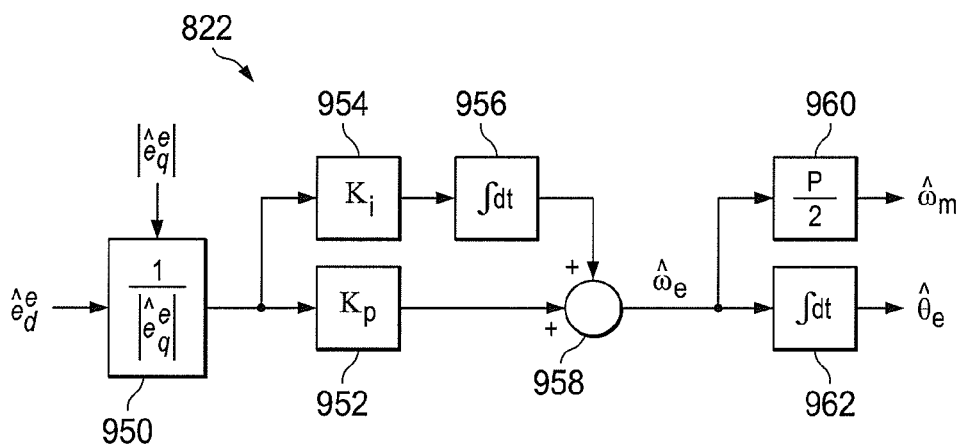 822
954
956
960
|ê_q^e|
K_i
∫dt
P/2
ω̂_m
+
1/|ê_q^e|
ê_d^e
K_p
+
ω̂_e
∫dt
θ̂_e
950
952
958
962